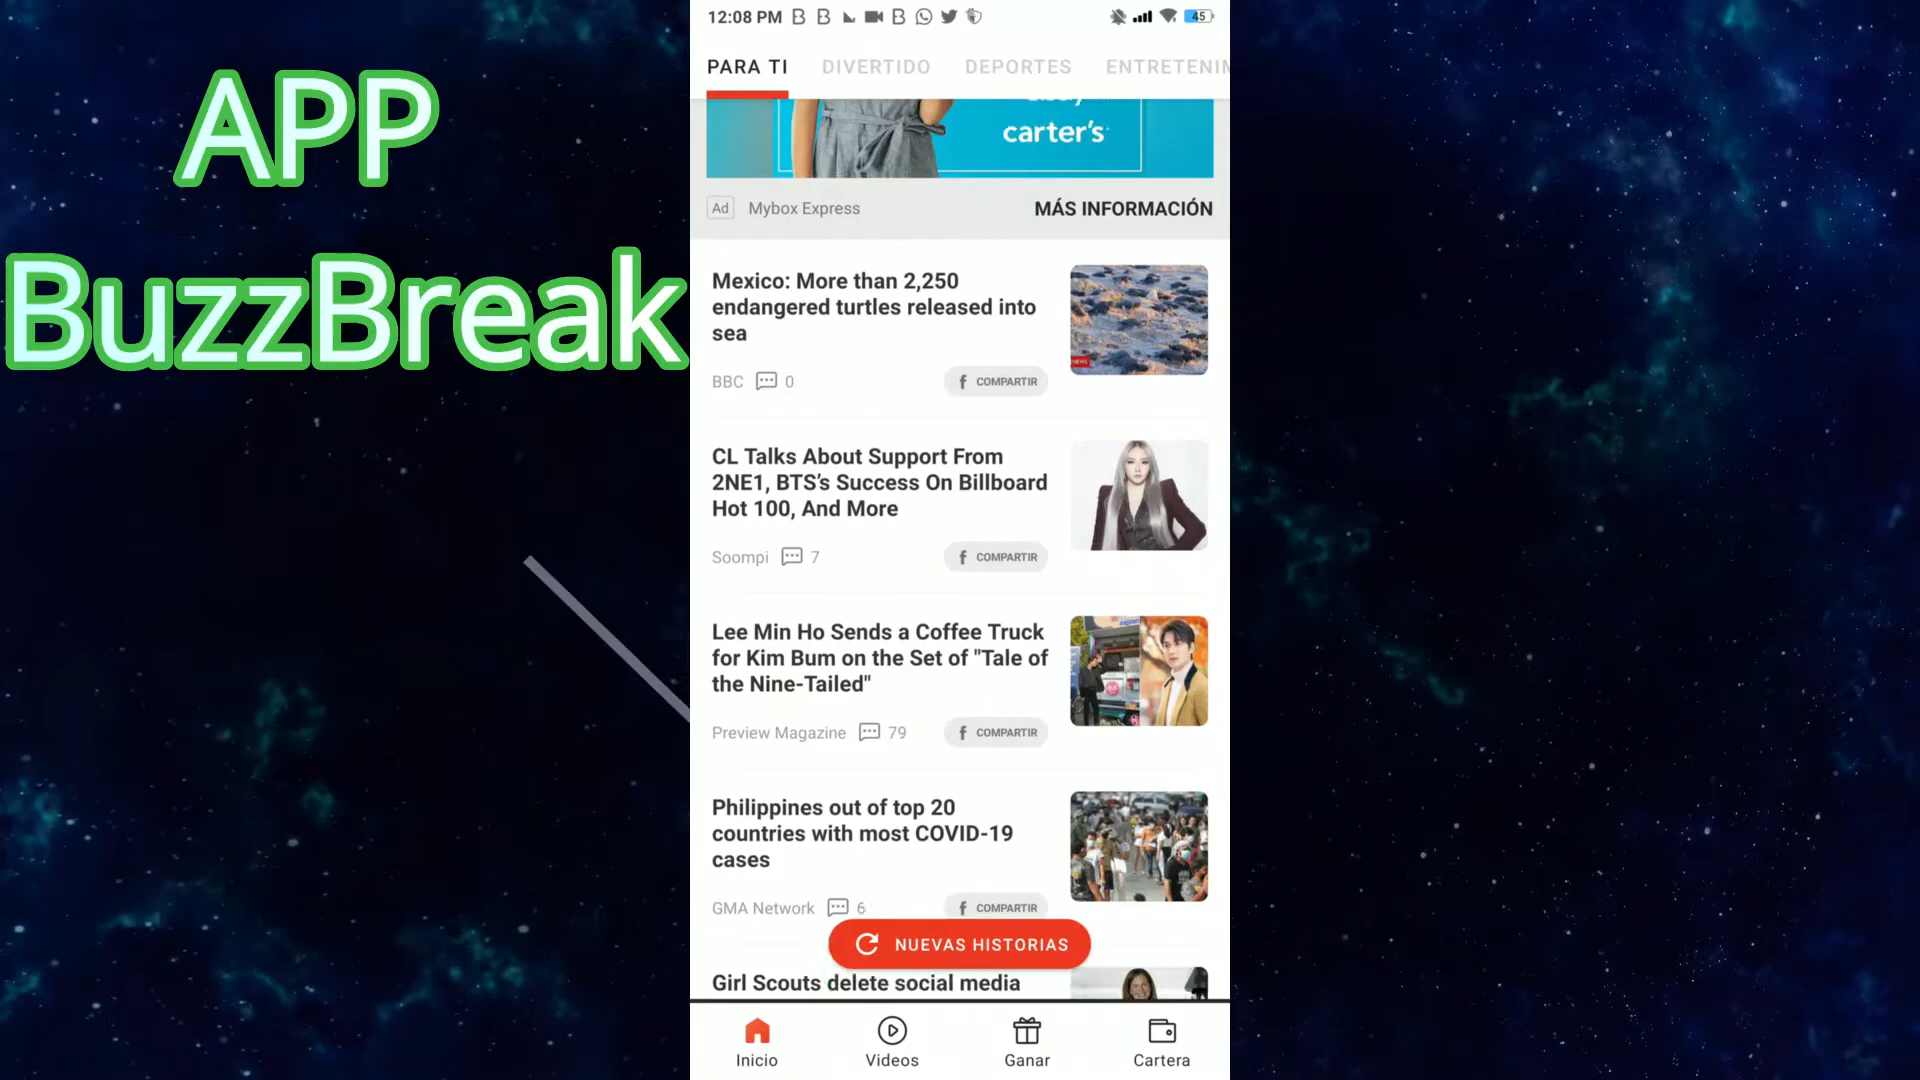 APP
BuzzBreak
12:08 PM
45
PARA TI
DIVERTIDO
DEPORTES
ENTRETENIM
carter's
Ad
Mybox Express
MÁS INFORMACIÓN
Mexico: More than 2,250
endangered turtles released into
sea
BBC
0
COMPARTIR
NEWS
CL Talks About Support From
2NE1, BTS’s Success On Billboard
Hot 100, And More
Soompi
7
COMPARTIR
Lee Min Ho Sends a Coffee Truck
for Kim Bum on the Set of "Tale of
the Nine-Tailed"
Preview Magazine
79
COMPARTIR
Philippines out of top 20
countries with most COVID-19
cases
GMA Network
6
COMPARTIR
NUEVAS HISTORIAS
Girl Scouts delete social media
Inicio
Videos
Ganar
Cartera